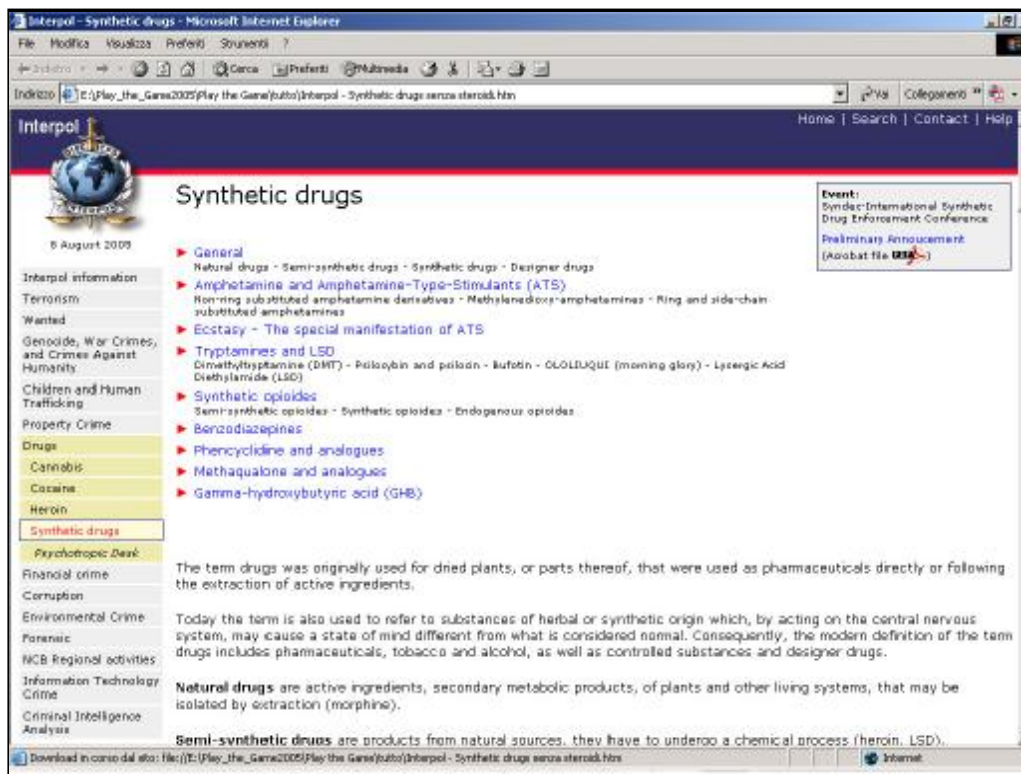 Interpol - Synthetic drugs - Microsoft Internet Explorer
File Modifica Visualizza Preferiti Strumenti ?
Indietro Cerca Preferiti Multimedia
Indirizzo E:\Play_the_Game2005\Play the Game\tutto\Interpol - Synthetic drugs senza steroidi.htm Vai Collegamenti
Interpol
Home | Search | Contact | Help
Synthetic drugs
Event:
Syndec-International Synthetic
Drug Enforcement Conference
Preliminary Annoucement
(Acrobat file)
August 2005
General
Natural drugs - Semi-synthetic drugs - Synthetic drugs - Designer drugs
Amphetamine and Amphetamine-Type-Stimulants (ATS)
Non-ring substituted amphetamine derivatives - Methylenedioxy-amphetamines - Ring and side-chain
substituted amphetamines
Ecstasy - The special manifestation of ATS
Tryptamines and LSD
Dimethyltryptamine (DMT) - Psilocybin and psilocin - Bufotin - OLOLIUQUI (morning glory) - Lysergic Acid
Diethylamide (LSD)
Synthetic opioides
Semi-synthetic opioides - Synthetic opioides - Endogenous opioides
Benzodiazepines
Phencyclidine and analogues
Methaqualone and analogues
Gamma-hydroxybutyric acid (GHB)
Interpol information
Terrorism
Wanted
Genocide, War Crimes,
and Crimes Against
Humanity
Children and Human
Trafficking
Property Crime
Drugs
Cannabis
Cocaine
Heroin
Synthetic drugs
Psychotropic Desk
Financial crime
Corruption
Environmental Crime
Forensic
NCB Regional activities
Information Technology
Crime
Criminal Intelligence
Analysis
The term drugs was originally used for dried plants, or parts thereof, that were used as pharmaceuticals directly or following
the extraction of active ingredients.
Today the term is also used to refer to substances of herbal or synthetic origin which, by acting on the central nervous
system, may cause a state of mind different from what is considered normal. Consequently, the modern definition of the term
drugs includes pharmaceuticals, tobacco and alcohol, as well as controlled substances and designer drugs.
Natural drugs are active ingredients, secondary metabolic products, of plants and other living systems, that may be
isolated by extraction (morphine).
Semi-synthetic drugs are products from natural sources, they have to undergo a chemical process (heroin, LSD).
Download in corso dal sito: file://E:\Play_the_Game2005\Play the Game\tutto\Interpol - Synthetic drugs senza steroidi.htm
Internet